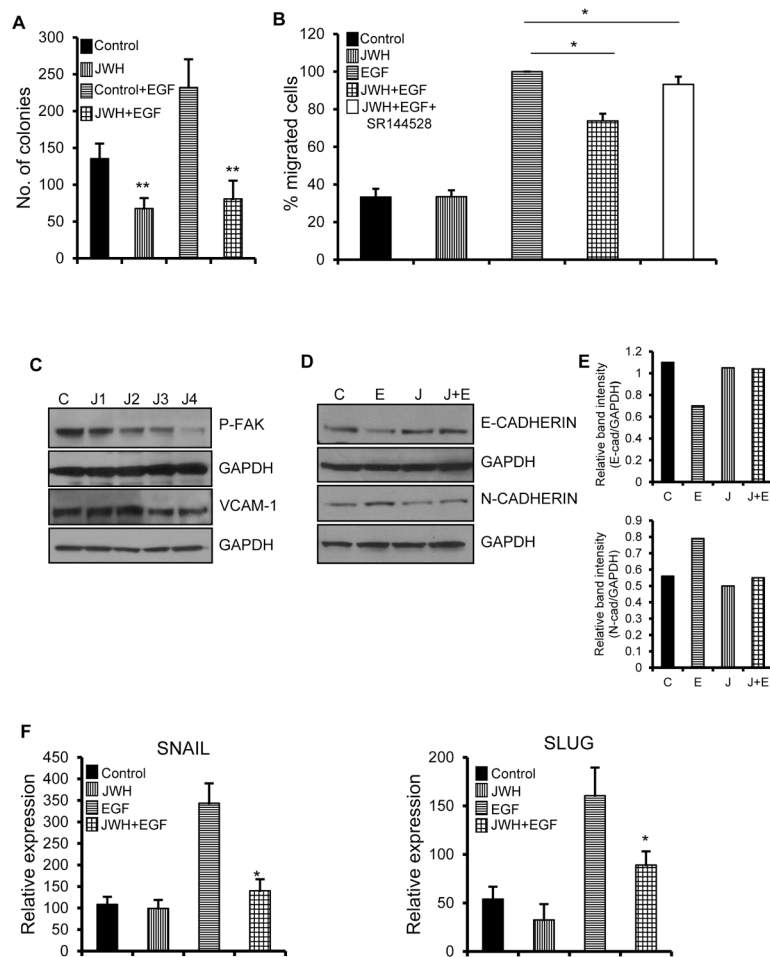 A
No. of colonies
300
250
200
150
100
50
0
Control
JWH
Control+EGF
JWH+EGF
**
**
B
% migrated cells
120
100
80
60
40
20
0
Control
JWH
EGF
JWH+EGF
JWH+EGF+
SR144528
*
*
C
C J1 J2 J3 J4
P-FAK
GAPDH
VCAM-1
GAPDH
D
C E J J+E
E-CADHERIN
GAPDH
N-CADHERIN
GAPDH
E
Relative band intensity
(E-cad/GAPDH)
1.2
1
0.8
0.6
0.4
0.2
0
C E J J+E
Relative band intensity
(N-cad/GAPDH)
0.9
0.8
0.7
0.6
0.5
0.4
0.3
0.2
0.1
0
C E J J+E
F
SNAIL
Relative expression
450
400
350
300
250
200
150
100
50
0
Control
JWH
EGF
JWH+EGF
*
SLUG
Relative expression
200
150
100
50
0
Control
JWH
EGF
JWH+EGF
*